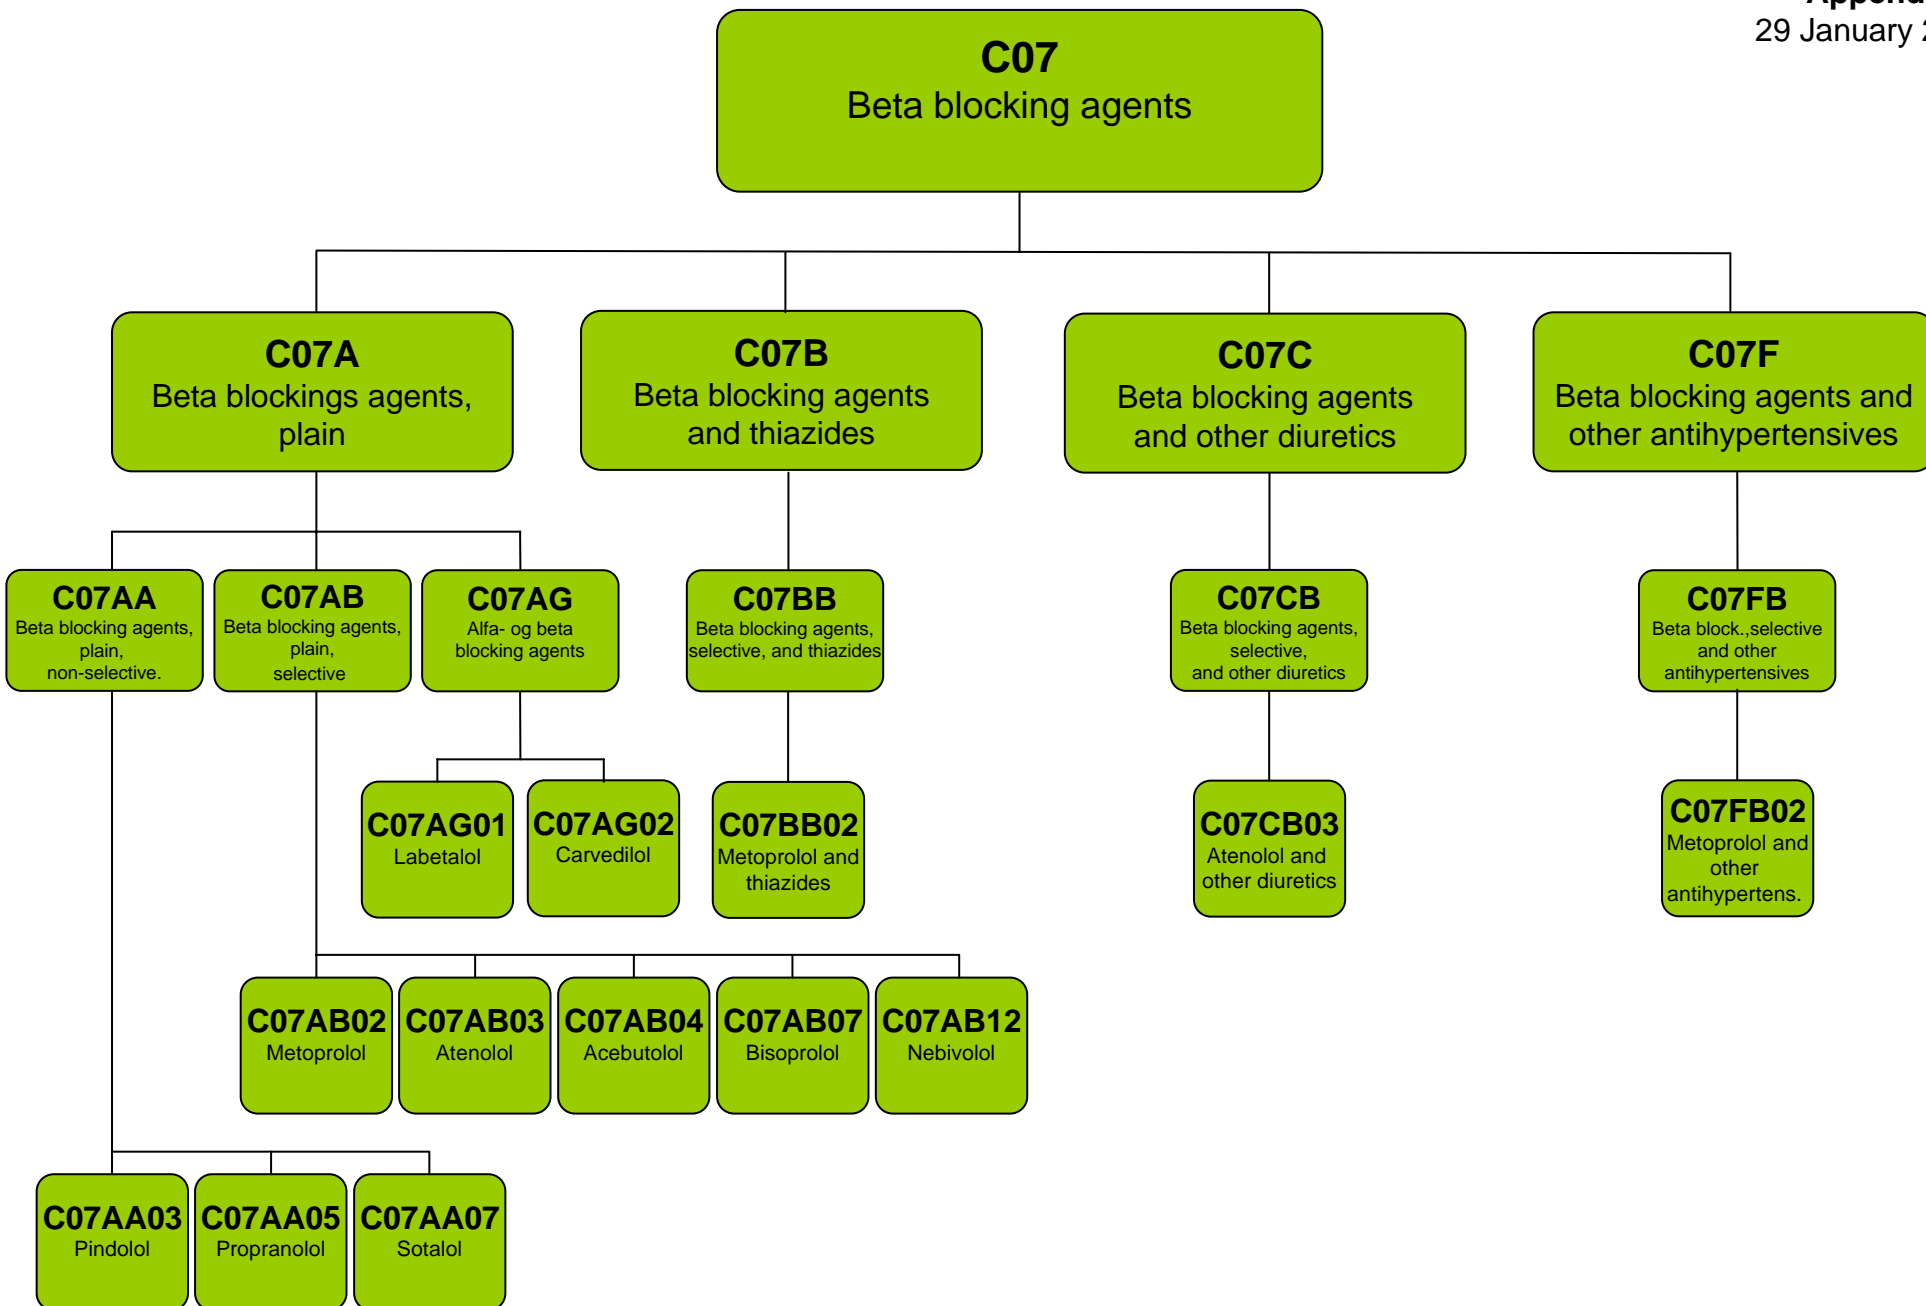 Append
29 January 2
C07
Beta blocking agents
C07A
Beta blockings agents,
plain
C07B
Beta blocking agents
and thiazides
C07C
Beta blocking agents
and other diuretics
C07F
Beta blocking agents and
other antihypertensives
C07AA
Beta blocking agents,
plain,
non-selective.
C07AB
Beta blocking agents,
plain,
selective
C07AG
Alfa- og beta
blocking agents
C07BB
Beta blocking agents,
selective, and thiazides
C07CB
Beta blocking agents,
selective,
and other diuretics
C07FB
Beta block.,selective
and other
antihypertensives
C07AG01
Labetalol
C07AG02
Carvedilol
C07BB02
Metoprolol and
thiazides
C07CB03
Atenolol and
other diuretics
C07FB02
Metoprolol and
other
antihypertens.
C07AB02
Metoprolol
C07AB03
Atenolol
C07AB04
Acebutolol
C07AB07
Bisoprolol
C07AB12
Nebivolol
C07AA03
Pindolol
C07AA05
Propranolol
C07AA07
Sotalol